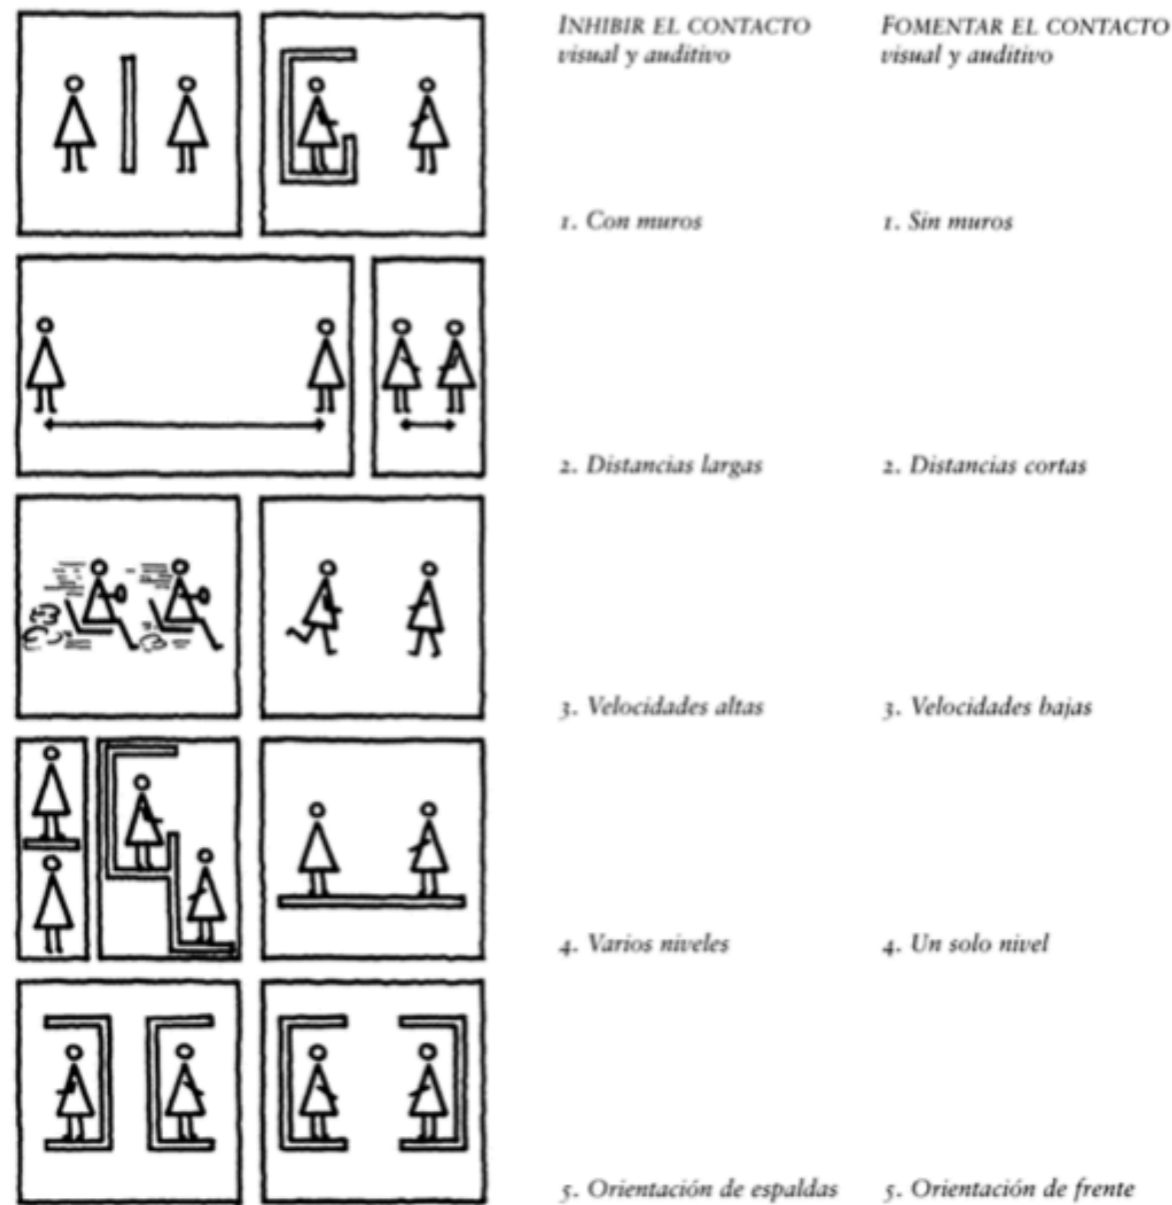 INHIBIR EL CONTACTO
visual y auditivo
FOMENTAR EL CONTACTO
visual y auditivo
1. Con muros
1. Sin muros
2. Distancias largas
2. Distancias cortas
3. Velocidades altas
3. Velocidades bajas
4. Varios niveles
4. Un solo nivel
5. Orientación de espaldas
5. Orientación de frente